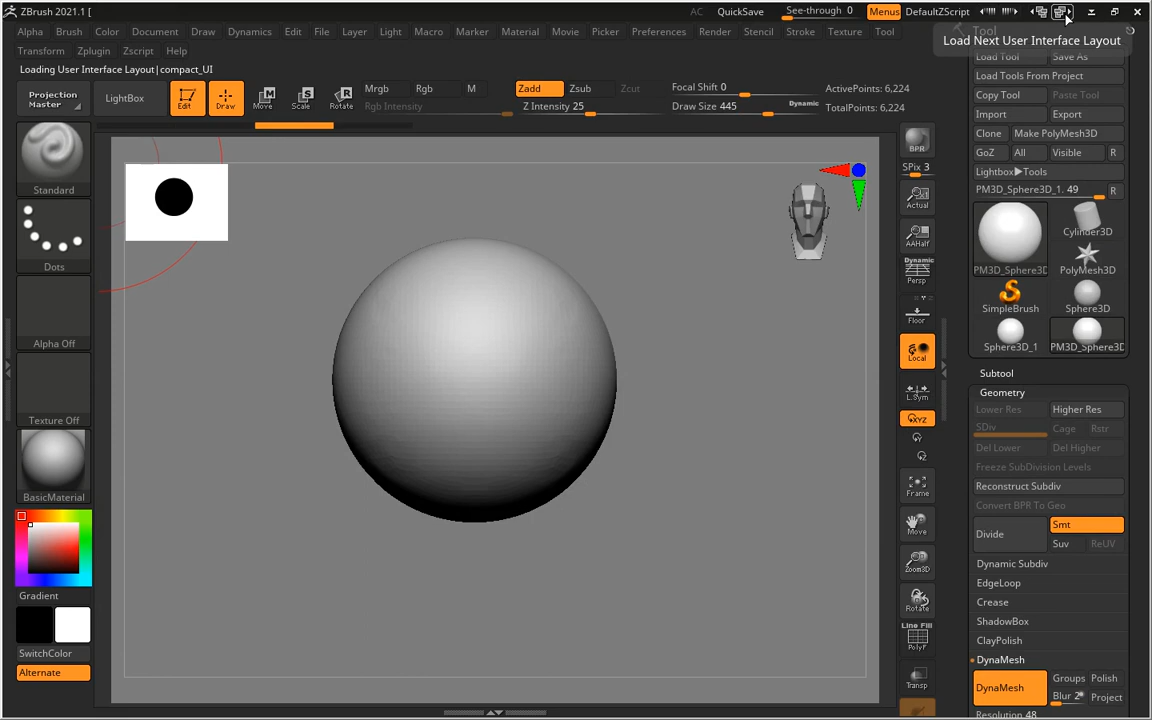 ZBrush 2021.1 [
AC QuickSave See-through 0 Menus DefaultZScript
Alpha Brush Color Document Draw Dynamics Edit File Layer Light Macro Marker Material Movie Picker Preferences Render Stencil Stroke Texture Tool
Load Next User Interface Layout
Transform Zplugin Zscript Help
Tool
Loading User Interface Layout|compact_UI
Projection Master
LightBox
Edit
Draw
Move
Scale
Rotate
Mrgb Rgb M
Rgb Intensity
Zadd Zsub Zcut
Z Intensity 25
Focal Shift 0
Draw Size 445
Dynamic
ActivePoints: 6,224
TotalPoints: 6,224
Standard
Dots
Alpha Off
Texture Off
BasicMaterial
Gradient
SwitchColor
Alternate
BPR
SPix 3
Actual
AAHalf
Dynamic
Persp
Floor
Local
L.Sym
XYZ
Frame
Move
Zoom3D
Rotate
Line Fill
PolyF
Transp
Load Tool Save As
Load Tools From Project
Copy Tool Paste Tool
Import Export
Clone Make PolyMesh3D
GoZ All Visible R
Lightbox▶Tools
PM3D_Sphere3D_1. 49 R
PM3D_Sphere3D
Cylinder3D
PolyMesh3D
SimpleBrush
Sphere3D
Sphere3D_1
PM3D_Sphere3D
Subtool
Geometry
Lower Res Higher Res
SDiv Cage Rstr
Del Lower Del Higher
Freeze SubDivision Levels
Reconstruct Subdiv
Convert BPR To Geo
Divide Smt
Suv ReUV
Dynamic Subdiv
EdgeLoop
Crease
ShadowBox
ClayPolish
DynaMesh
DynaMesh Groups Polish
Blur 2 Project
Resolution 48